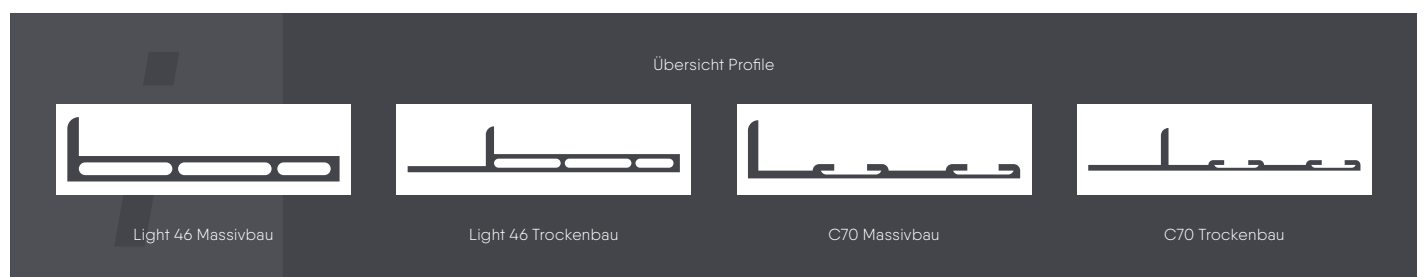 Übersicht Profile
Light 46 Massivbau
Light 46 Trockenbau
C70 Massivbau
C70 Trockenbau